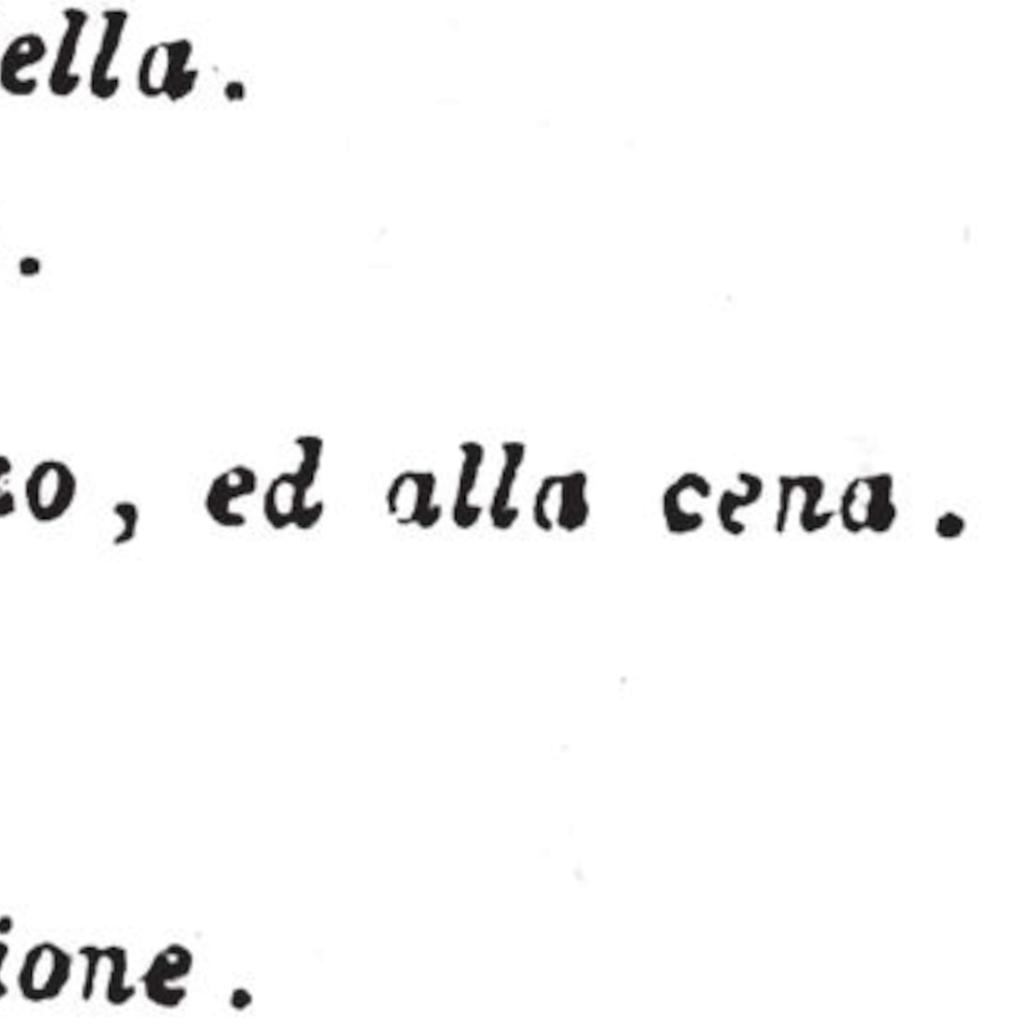 ella.
.
o, ed alla cena.
ione.